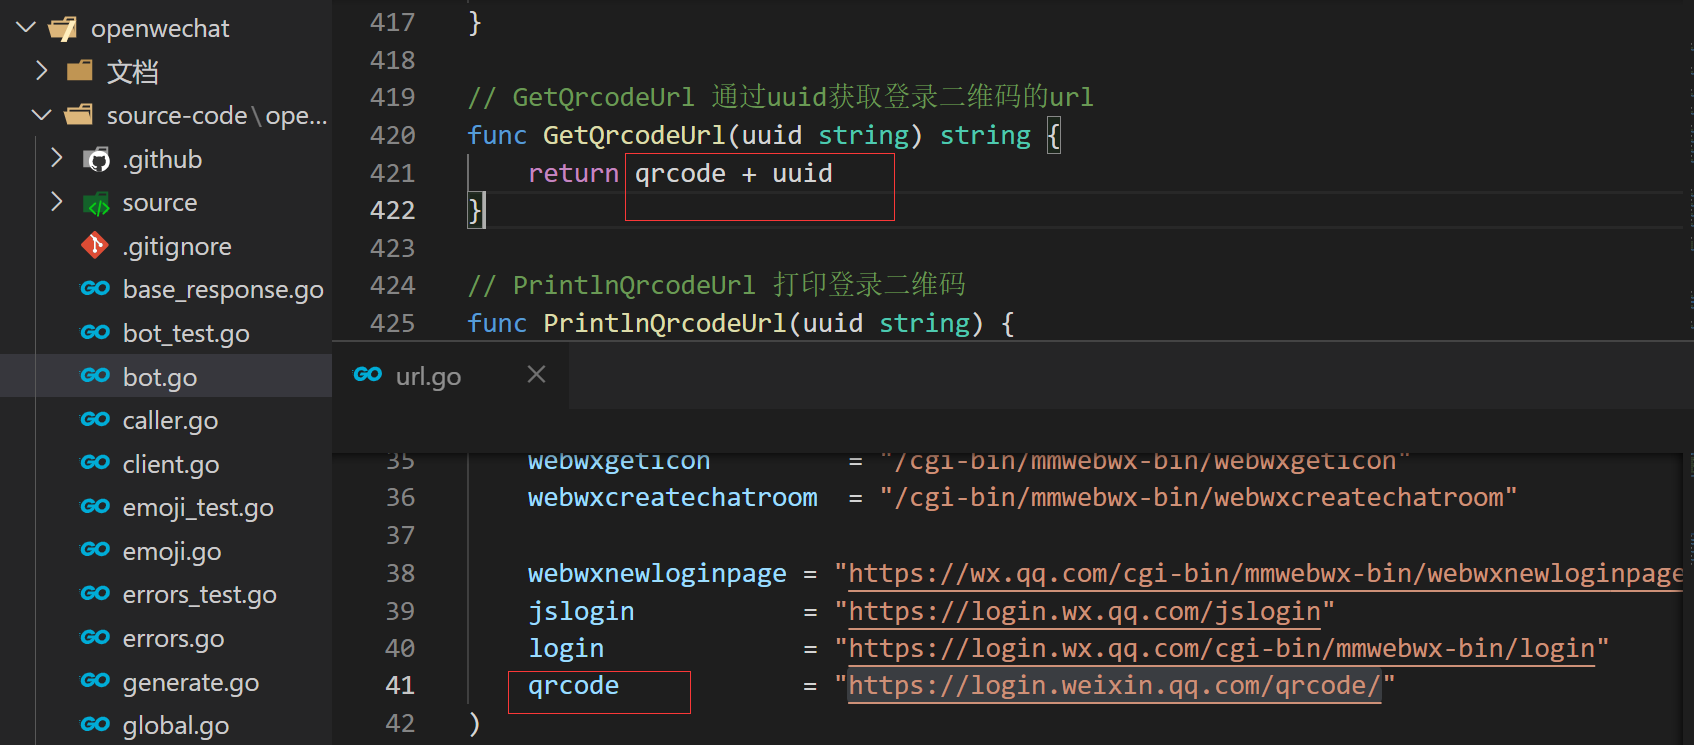 openwechat
文档
source-code\ope...
.github
source
.gitignore
base_response.go
bot_test.go
bot.go
caller.go
client.go
emoji_test.go
emoji.go
errors_test.go
errors.go
generate.go
global.go
417 }
418
419 // GetQrcodeUrl 通过uuid获取登录二维码的url
420 func GetQrcodeUrl(uuid string) string {
421 return qrcode + uuid
422 }
423
424 // PrintlnQrcodeUrl 打印登录二维码
425 func PrintlnQrcodeUrl(uuid string) {
url.go
35 webwxgeticon = "/cgi-bin/mmwebwx-bin/webwxgeticon"
36 webwxcreatechatroom = "/cgi-bin/mmwebwx-bin/webwxcreatechatroom"
37
38 webwxnewloginpage = "https://wx.qq.com/cgi-bin/mmwebwx-bin/webwxnewloginpage
39 jslogin = "https://login.wx.qq.com/jslogin"
40 login = "https://login.wx.qq.com/cgi-bin/mmwebwx-bin/login"
41 qrcode = "https://login.weixin.qq.com/qrcode/"
42 )